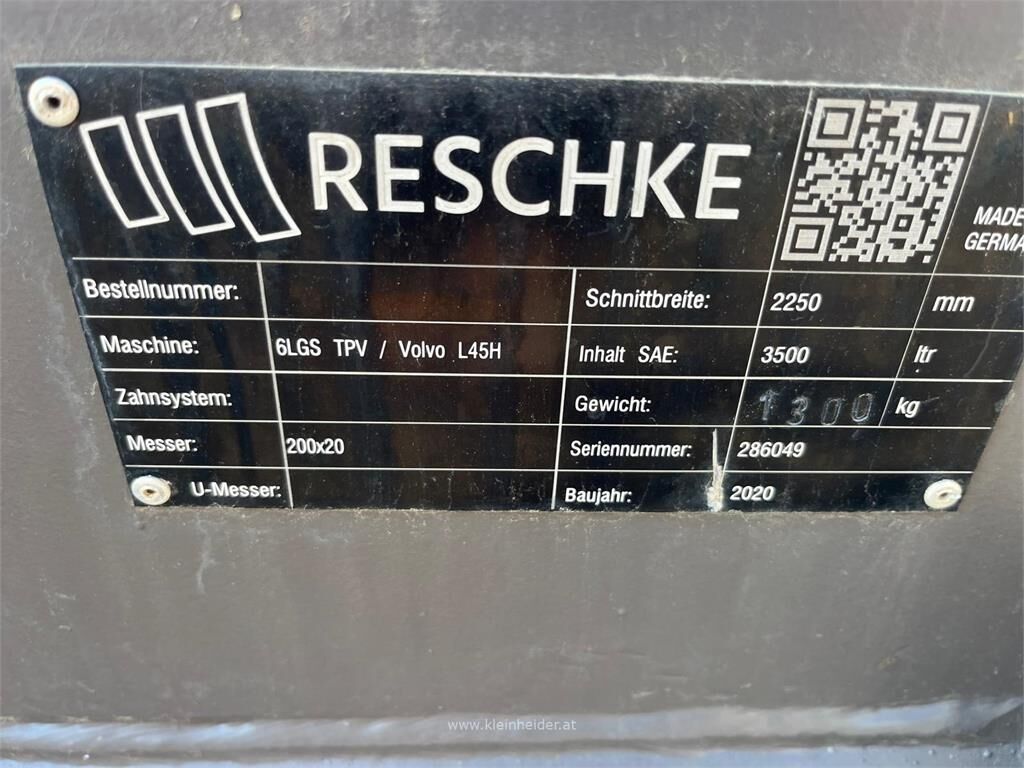 RESCHKE
MADE
GERMA
Bestellnummer:
Schnittbreite: 2250 mm
Maschine: 6LGS TPV / Volvo L45H
Inhalt SAE: 3500 ltr
Zahnsystem:
Gewicht: 1300 kg
Messer: 200x20
Seriennummer: 286049
U-Messer:
Baujahr: 2020
www.kleinheider.at